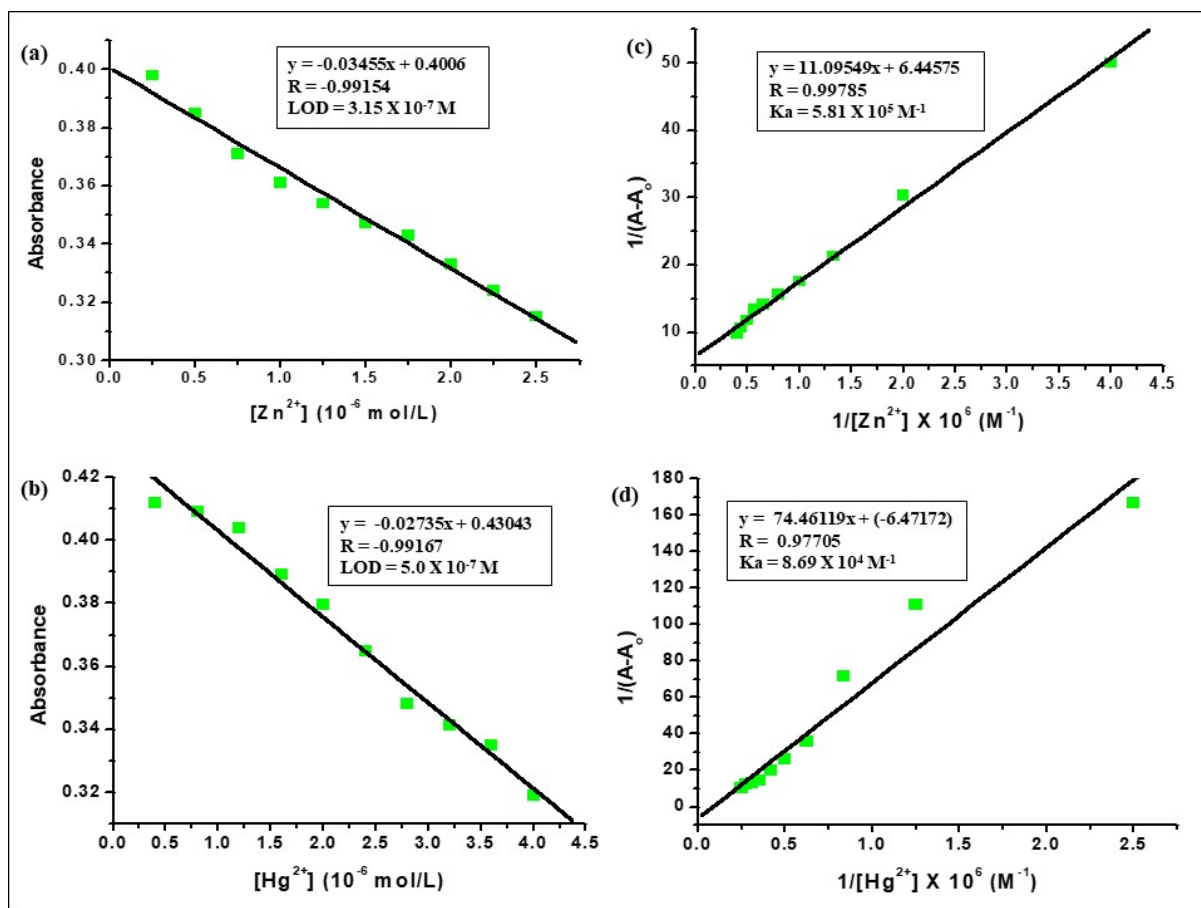 (a)
y = -0.03455x + 0.4006
R = -0.99154
LOD = 3.15 X 10⁻⁷ M
Absorbance
0.40
0.38
0.36
0.34
0.32
0.30
0.0 0.5 1.0 1.5 2.0 2.5
[Zn²⁺] (10⁻⁶ mol/L)
(c)
y = 11.09549x + 6.44575
R = 0.99785
Ka = 5.81 X 10⁵ M⁻¹
1/(A-Aₒ)
50
40
30
20
10
0.0 0.5 1.0 1.5 2.0 2.5 3.0 3.5 4.0 4.5
1/[Zn²⁺] X 10⁶ (M⁻¹)
(b)
y = -0.02735x + 0.43043
R = -0.99167
LOD = 5.0 X 10⁻⁷ M
Absorbance
0.42
0.40
0.38
0.36
0.34
0.32
0.0 0.5 1.0 1.5 2.0 2.5 3.0 3.5 4.0 4.5
[Hg²⁺] (10⁻⁶ mol/L)
(d)
y = 74.46119x + (-6.47172)
R = 0.97705
Ka = 8.69 X 10⁴ M⁻¹
1/(A-Aₒ)
180
160
140
120
100
80
60
40
20
0
0.0 0.5 1.0 1.5 2.0 2.5
1/[Hg²⁺] X 10⁶ (M⁻¹)